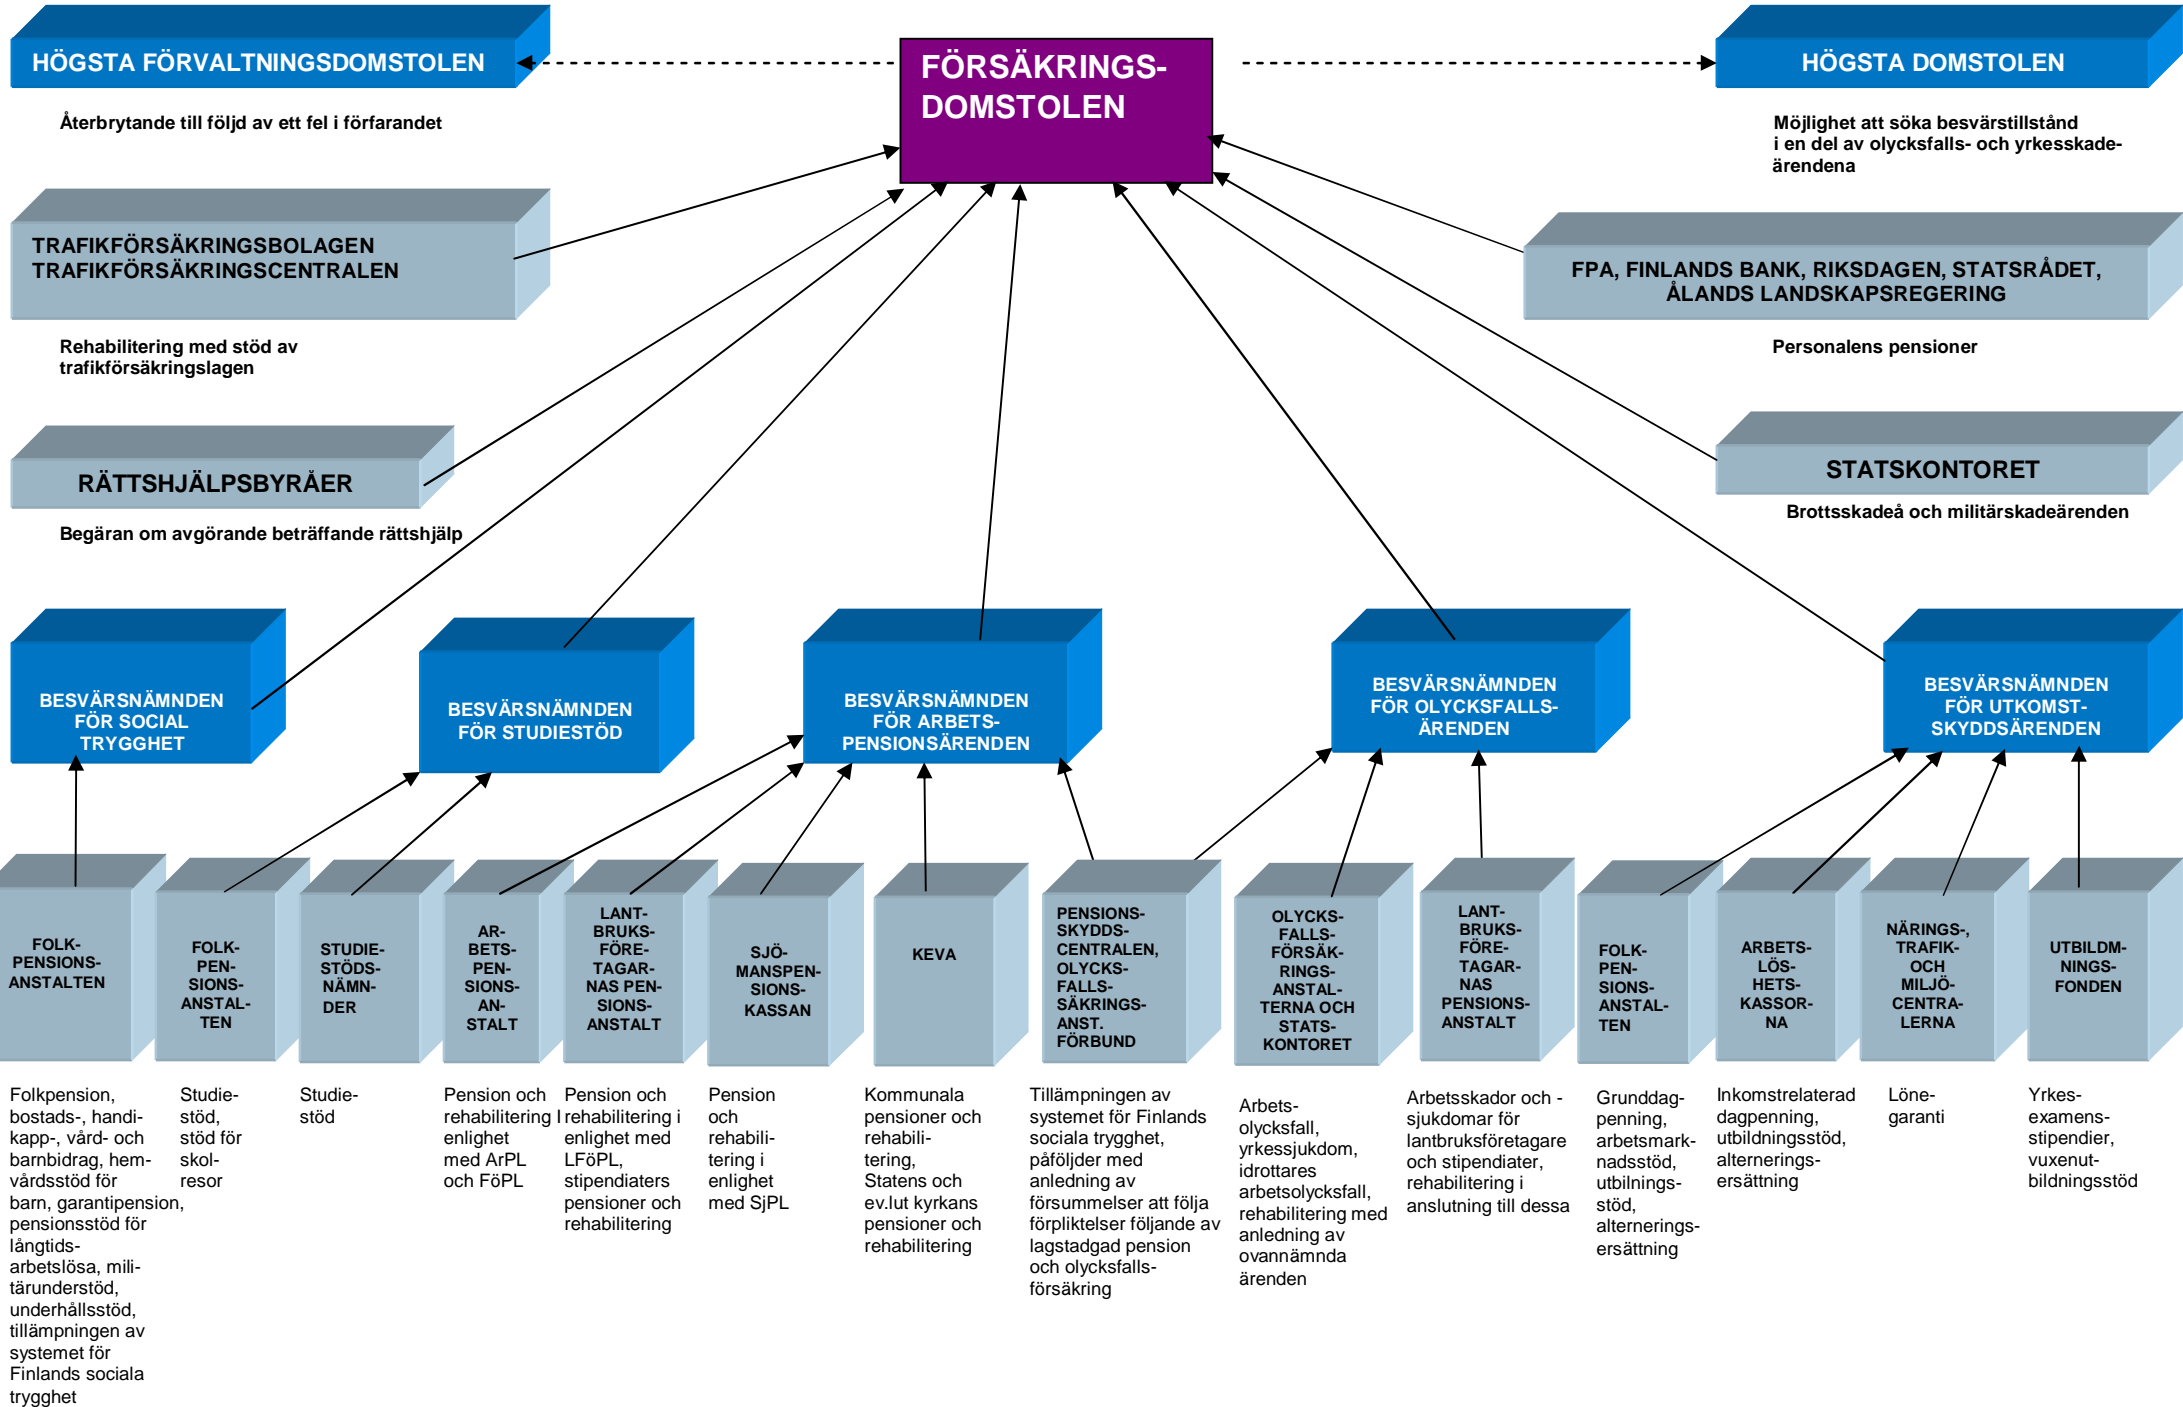 HÖGSTA FÖRVALTNINGSDOMSTOLEN
Återbrytande till följd av ett fel i förfarandet
FÖRSÄKRINGS-
DOMSTOLEN
HÖGSTA DOMSTOLEN
Möjlighet att söka besvärstillstånd
i en del av olycksfalls- och yrkesskade-
ärendena
TRAFIKFÖRSÄKRINGSBOLAGEN
TRAFIKFÖRSÄKRINGSCENTRALEN
Rehabilitering med stöd av
trafikförsäkringslagen
FPA, FINLANDS BANK, RIKSDAGEN, STATSRÅDET,
ÅLANDS LANDSKAPSREGERING
Personalens pensioner
RÄTTSHJÄLPSBYRÅER
Begäran om avgörande beträffande rättshjälp
STATSKONTORET
Brottsskadeå och militärskadeärenden
BESVÄRSNÄMNDEN
FÖR SOCIAL
TRYGGHET
BESVÄRSNÄMNDEN
FÖR STUDIESTÖD
BESVÄRSNÄMNDEN
FÖR ARBETS-
PENSIONSÄRENDEN
BESVÄRSNÄMNDEN
FÖR OLYCKSFALLS-
ÄRENDEN
BESVÄRSNÄMNDEN
FÖR UTKOMST-
SKYDDSÄRENDEN
FOLK-
PENSIONS-
ANSTALTEN
FOLK-
PEN-
SIONS-
ANSTAL-
TEN
STUDIE-
STÖDS-
NÄMN-
DER
AR-
BETS-
PEN-
SIONS-
AN-
STALT
LANT-
BRUKS-
FÖRE-
TAGAR-
NAS PEN-
SIONS-
ANSTALT
SJÖ-
MANSPEN-
SIONS-
KASSAN
KEVA
PENSIONS-
SKYDDS-
CENTRALEN,
OLYCKS-
FALLS-
SÄKRINGS-
ANST.
FÖRBUND
OLYCKS-
FALLS-
FÖRSÄK-
RINGS-
ANSTAL-
TERNA OCH
STATS-
KONTORET
LANT-
BRUKS-
FÖRE-
TAGAR-
NAS
PENSIONS-
ANSTALT
FOLK-
PEN-
SIONS-
ANSTAL-
TEN
ARBETS-
LÖS-
HETS-
KASSOR-
NA
NÄRINGS-,
TRAFIK-
OCH
MILJÖ-
CENTRA-
LERNA
UTBILDM-
NINGS-
FONDEN
Folkpension,
bostads-, handi-
kapp-, vård- och
barnbidrag, hem-
vårdsstöd för
barn, garantipension,
pensionsstöd för
långtids-
arbetslösa, mili-
tärunderstöd,
underhållsstöd,
tillämpningen av
systemet för
Finlands sociala
trygghet
Studie-
stöd,
stöd för
skol-
resor
Studie-
stöd
Pension och
rehabilitering I
enlighet
med ArPL
och FöPL
Pension och
rehabilitering i
enlighet med
LFöPL,
stipendiaters
pensioner och
rehabilitering
Pension
och
rehabili-
tering i
enlighet
med SjPL
Kommunala
pensioner och
rehabili-
tering,
Statens och
ev.lut kyrkans
pensioner och
rehabilitering
Tillämpningen av
systemet för Finlands
sociala trygghet,
påföljder med
anledning av
försummelser att följa
förpliktelser följande av
lagstadgad pension
och olycksfalls-
försäkring
Arbets-
olycksfall,
yrkessjukdom,
idrottares
arbetsolycksfall,
rehabilitering med
anledning av
ovannämnda
ärenden
Arbetsskador och -
sjukdomar för
lantbruksföretagare
och stipendiater,
rehabilitering i
anslutning till dessa
Grunddag-
penning,
arbetsmark-
nadsstöd,
utbilnings-
stöd,
alternerings-
ersättning
Inkomstrelaterad
dagpenning,
utbildningsstöd,
alternerings-
ersättning
Löne-
garanti
Yrkes-
examens-
stipendier,
vuxenut-
bildningsstöd